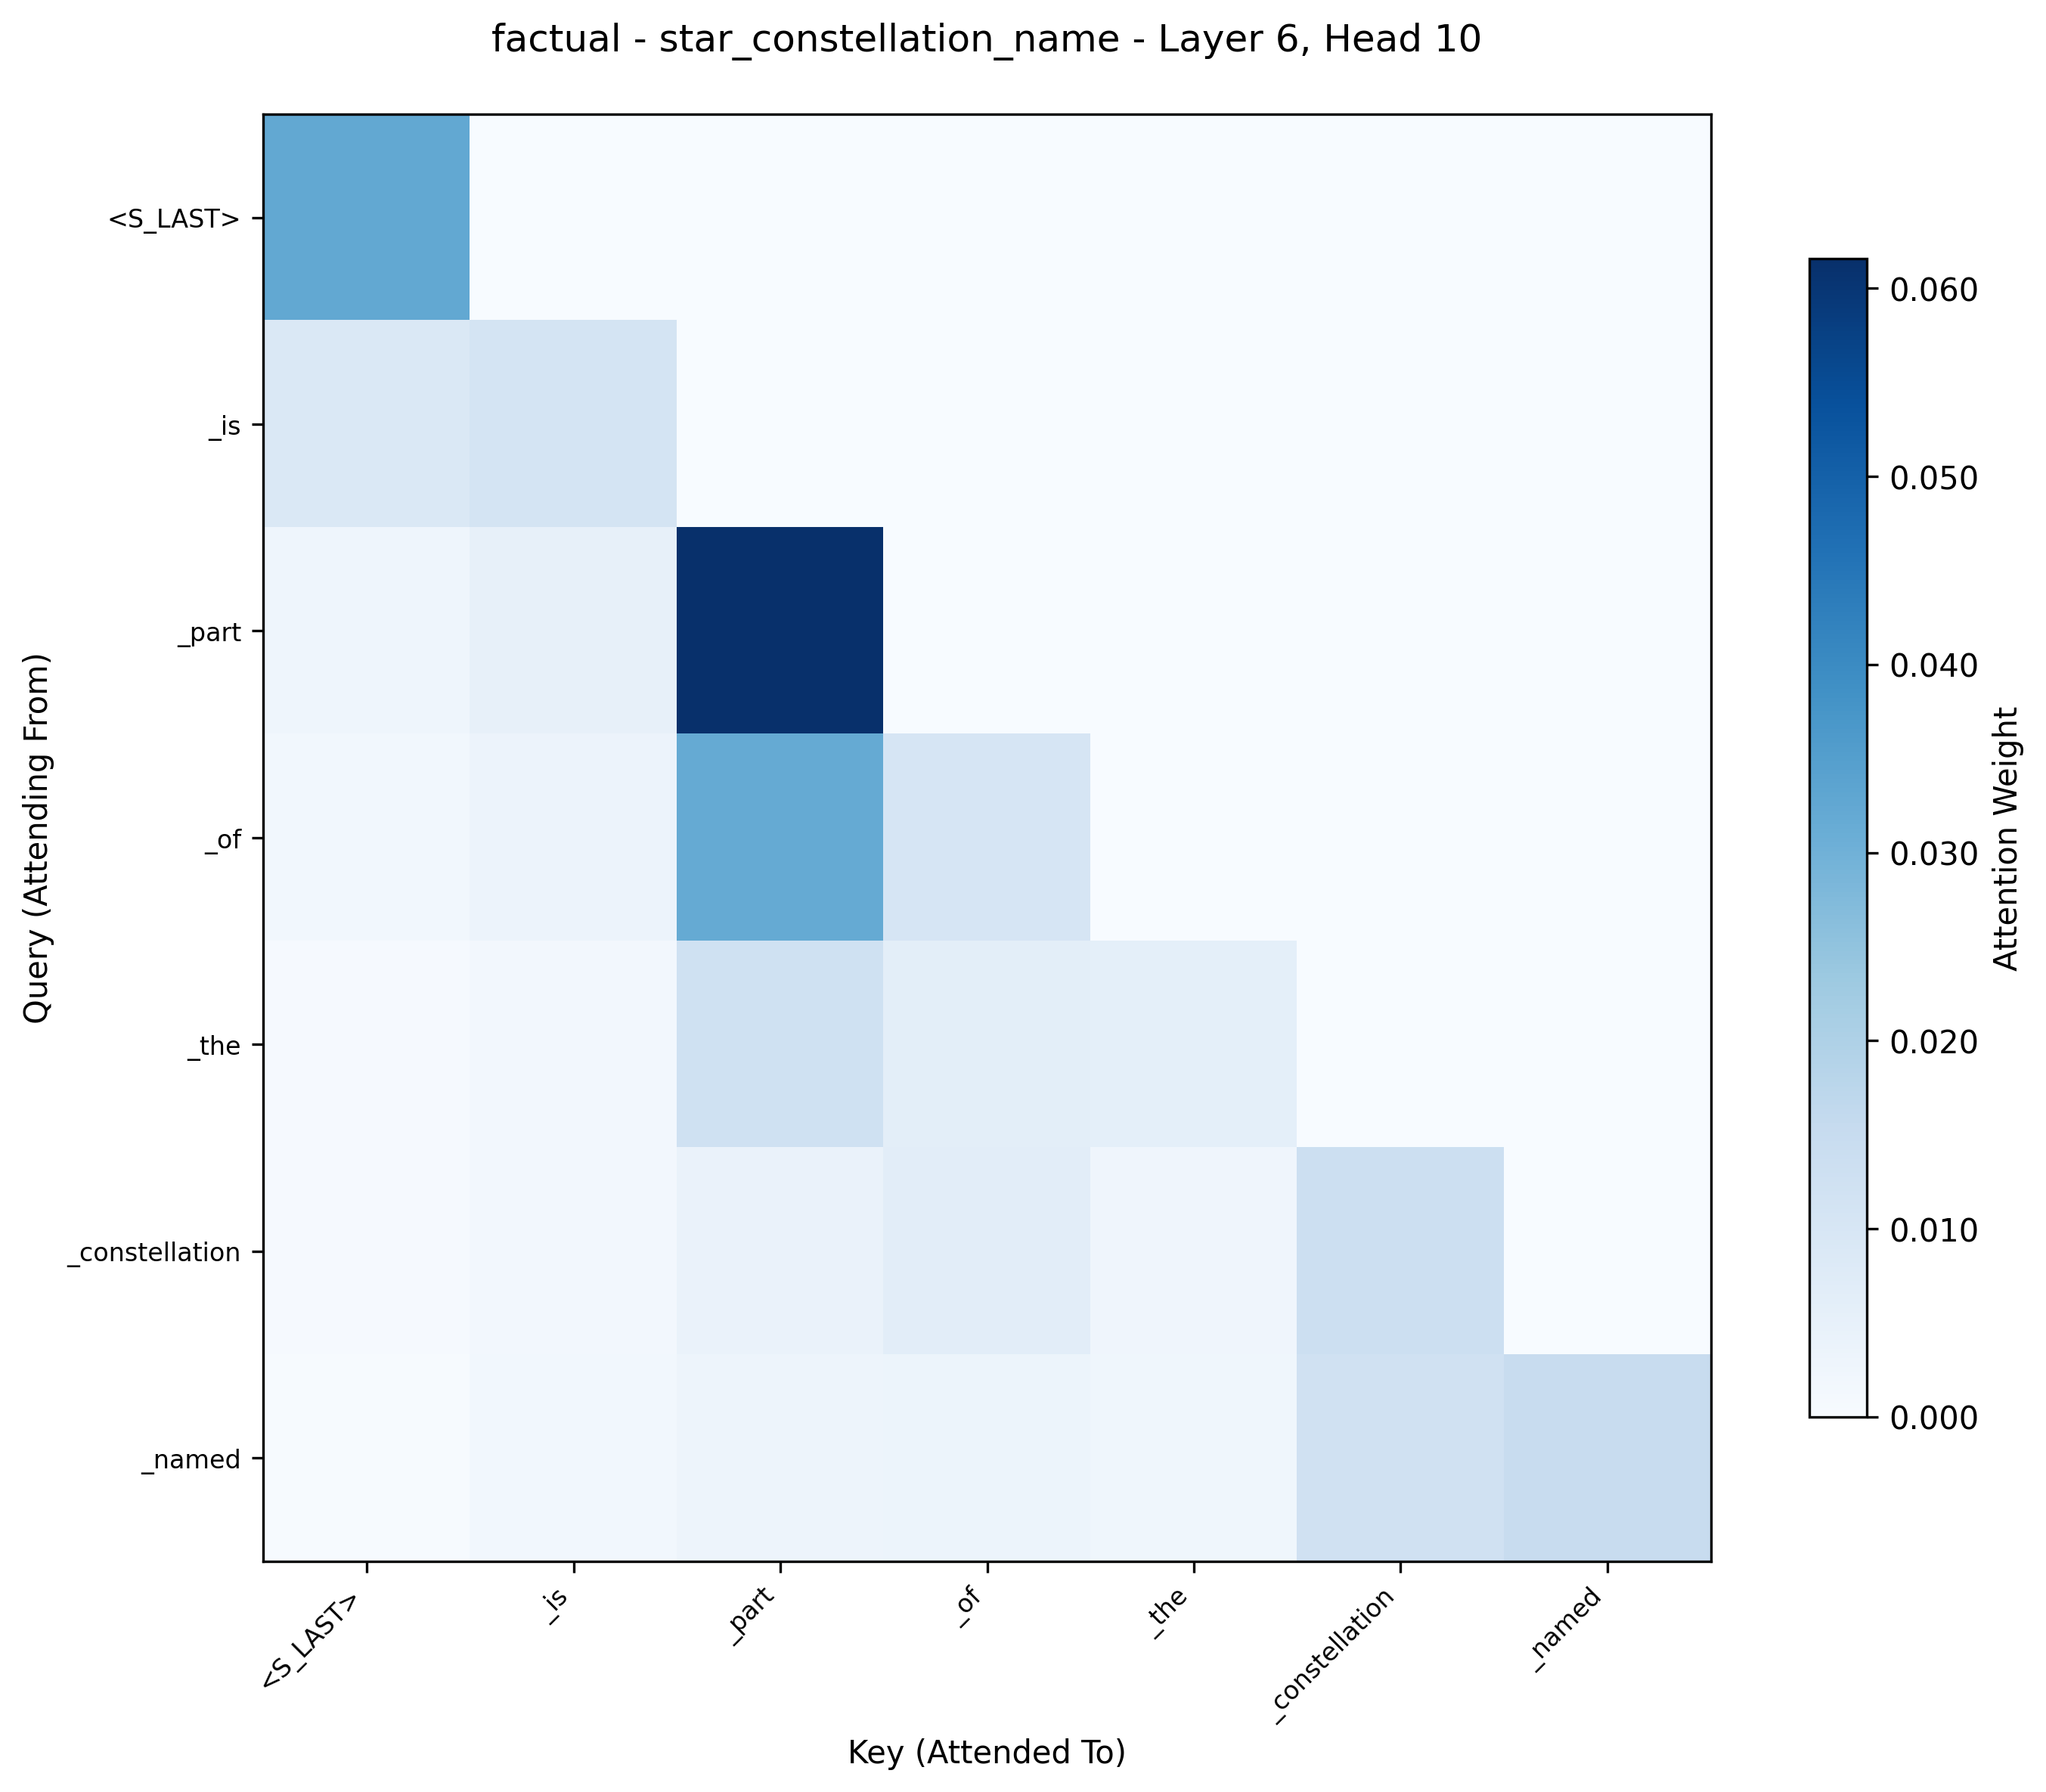 factual - star_constellation_name - Layer 6, Head 10
Query (Attending From)
<S_LAST>
_is
_part
_of
_the
_constellation
_named
<S_LAST>
_is
_part
_of
_the
_constellation
_named
Key (Attended To)
0.060
0.050
0.040
0.030
0.020
0.010
0.000
Attention Weight